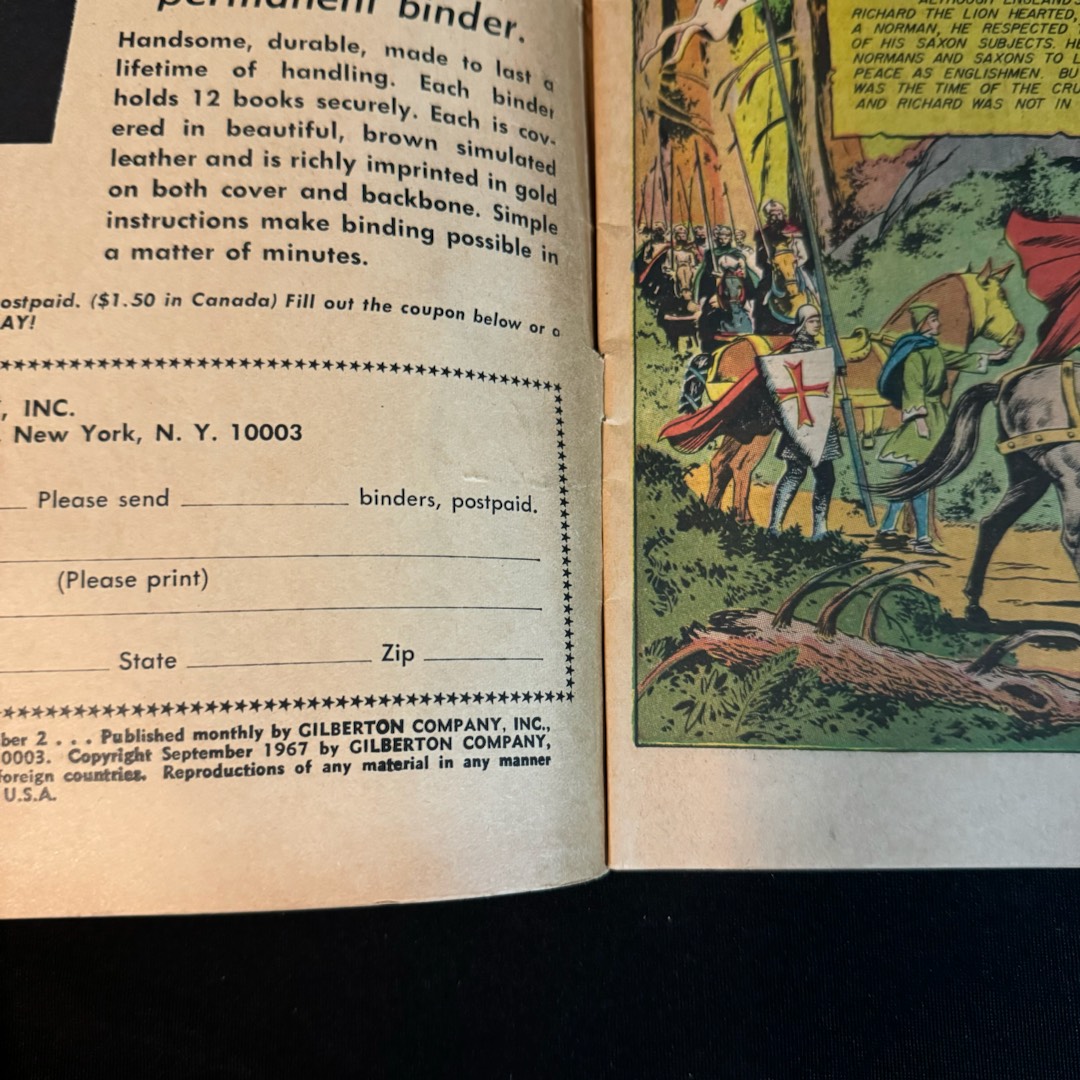 permanent binder.
Handsome, durable, made to last a
lifetime of handling. Each binder
holds 12 books securely. Each is cov-
ered in beautiful, brown simulated
leather and is richly imprinted in gold
on both cover and backbone. Simple
instructions make binding possible in
a matter of minutes.
ostpaid. ($1.50 in Canada) Fill out the coupon below or a
AY!
, INC.
New York, N. Y. 10003
Please send binders, postpaid.
(Please print)
State Zip
ber 2 . . . Published monthly by GILBERTON COMPANY, INC.,
0003. Copyright September 1967 by GILBERTON COMPANY,
foreign countries. Reproductions of any material in any manner
U.S.A.
ALTHOUGH ENGLAND'S
RICHARD THE LION HEARTED,
A NORMAN, HE RESPECTED
OF HIS SAXON SUBJECTS. H
NORMANS AND SAXONS TO L
PEACE AS ENGLISHMEN. BU
WAS THE TIME OF THE CRU
AND RICHARD WAS NOT IN